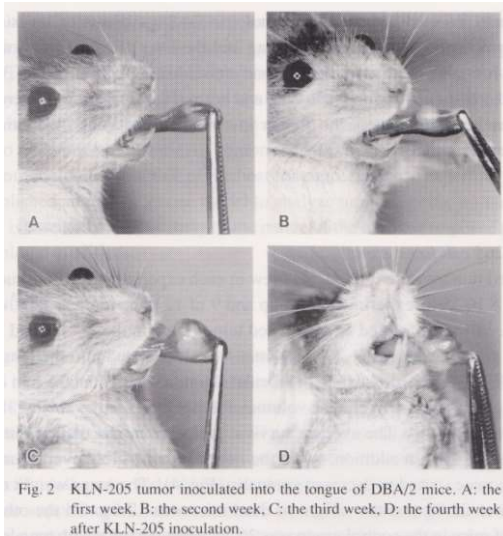 A
B
C
D
Fig. 2 KLN-205 tumor inoculated into the tongue of DBA/2 mice. A: the
first week, B: the second week, C: the third week, D: the fourth week
after KLN-205 inoculation.